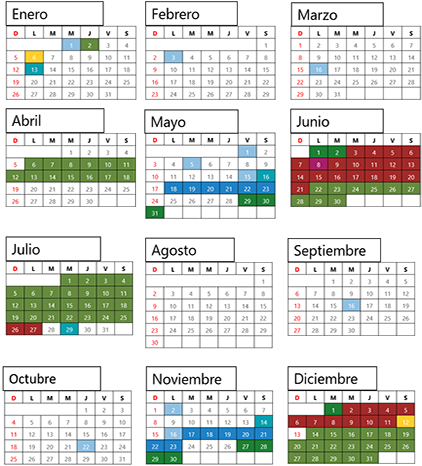 Enero
D L M M J V S
1 2 3 4
5 6 7 8 9 10 11
12 13 14 15 16 17 18
19 20 21 22 23 24 25
26 27 28 29 30 31
Febrero
D L M M J V S
1
2 3 4 5 6 7 8
9 10 11 12 13 14 15
16 17 18 19 20 21 22
23 24 25 26 27 28 29
Marzo
D L M M J V S
1 2 3 4 5 6 7
8 9 10 11 12 13 14
15 16 17 18 19 20 21
22 23 24 25 26 27 28
29 30 31
Abril
D L M M J V S
1 2 3 4
5 6 7 8 9 10 11
12 13 14 15 16 17 18
19 20 21 22 23 24 25
26 27 28 29 30
Mayo
D L M M J V S
1 2
3 4 5 6 7 8 9
10 11 12 13 14 15 16
17 18 19 20 21 22 23
24 25 26 27 28 29 30
31
Junio
D L M M J V S
1 2 3 4 5 6
7 8 9 10 11 12 13
14 15 16 17 18 19 20
21 22 23 24 25 26 27
28 29 30
Julio
D L M M J V S
1 2 3 4
5 6 7 8 9 10 11
12 13 14 15 16 17 18
19 20 21 22 23 24 25
26 27 28 29 30 31
Agosto
D L M M J V S
1
2 3 4 5 6 7 8
9 10 11 12 13 14 15
16 17 18 19 20 21 22
23 24 25 26 27 28 29
30 31
Septiembre
D L M M J V S
1 2 3 4 5
6 7 8 9 10 11 12
13 14 15 16 17 18 19
20 21 22 23 24 25 26
27 28 29 30
Octubre
D L M M J V S
1 2 3
4 5 6 7 8 9 10
11 12 13 14 15 16 17
18 19 20 21 22 23 24
25 26 27 28 29 30 31
Noviembre
D L M M J V S
1 2 3 4 5 6 7
8 9 10 11 12 13 14
15 16 17 18 19 20 21
22 23 24 25 26 27 28
29 30
Diciembre
D L M M J V S
1 2 3 4 5
6 7 8 9 10 11 12
13 14 15 16 17 18 19
20 21 22 23 24 25 26
27 28 29 30 31